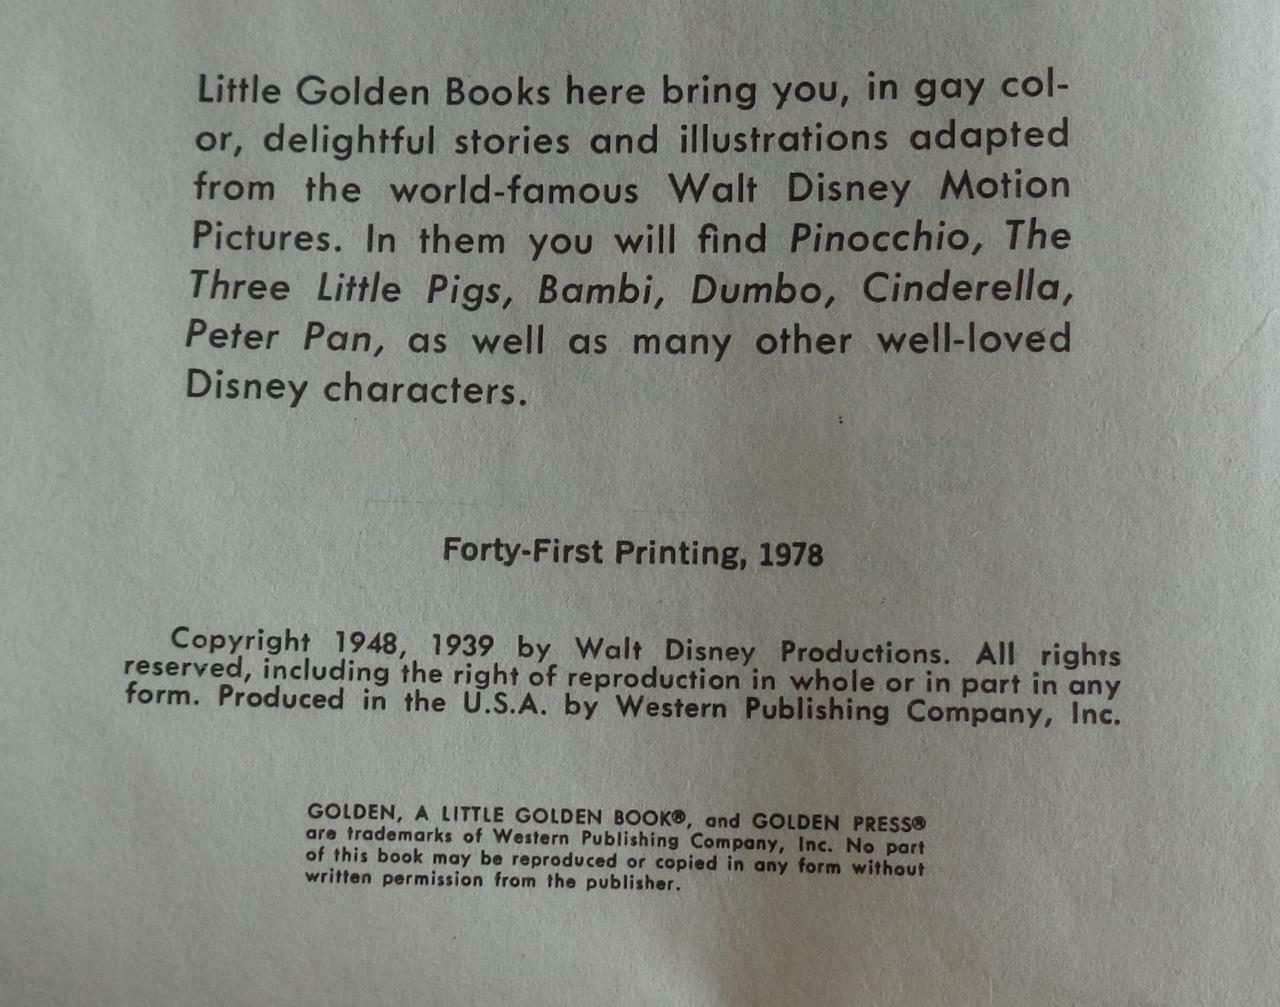 Little Golden Books here bring you, in gay col-
or, delightful stories and illustrations adapted
from the world-famous Walt Disney Motion
Pictures. In them you will find Pinocchio, The
Three Little Pigs, Bambi, Dumbo, Cinderella,
Peter Pan, as well as many other well-loved
Disney characters.
Forty-First Printing, 1978
Copyright 1948, 1939 by Walt Disney Productions. All rights
reserved, including the right of reproduction in whole or in part in any
form. Produced in the U.S.A. by Western Publishing Company, Inc.
GOLDEN, A LITTLE GOLDEN BOOK®, and GOLDEN PRESS®
are trademarks of Western Publishing Company, Inc. No part
of this book may be reproduced or copied in any form without
written permission from the publisher.